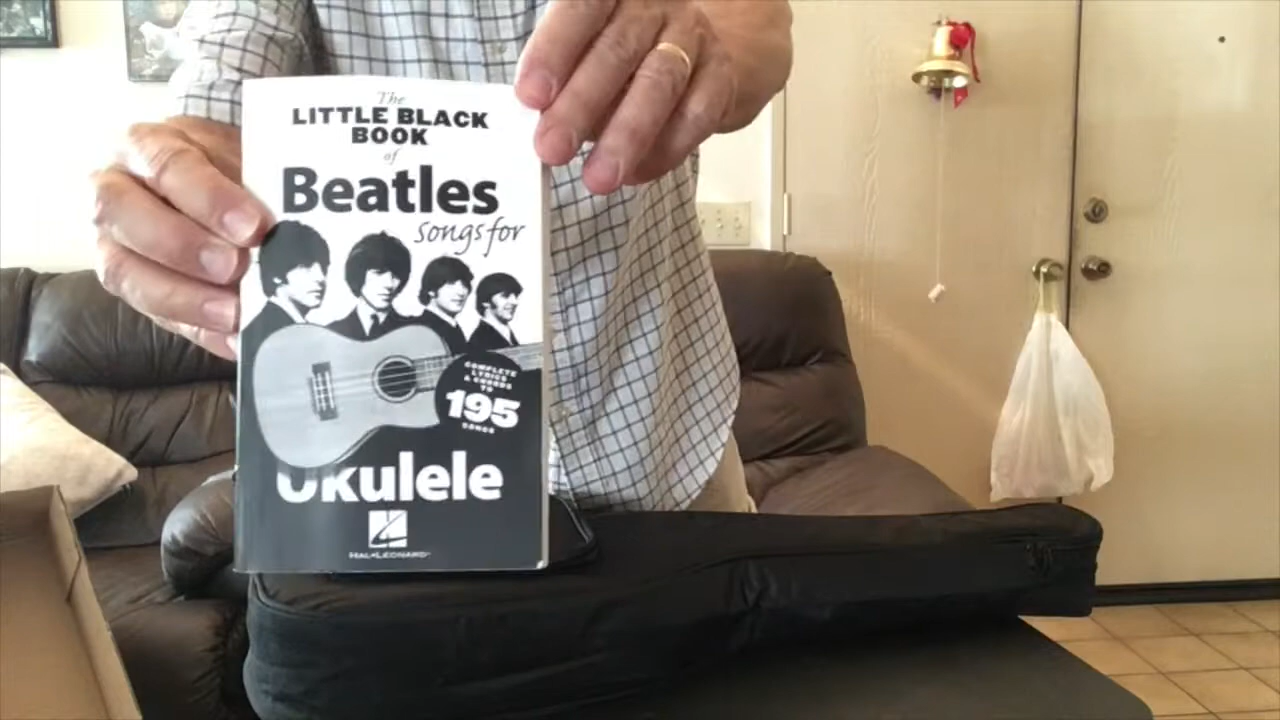 The
LITTLE BLACK
BOOK
of
Beatles
songs for
COMPLETE
LYRICS
& CHORDS
TO
195
SONGS
Ukulele
HAL•LEONARD